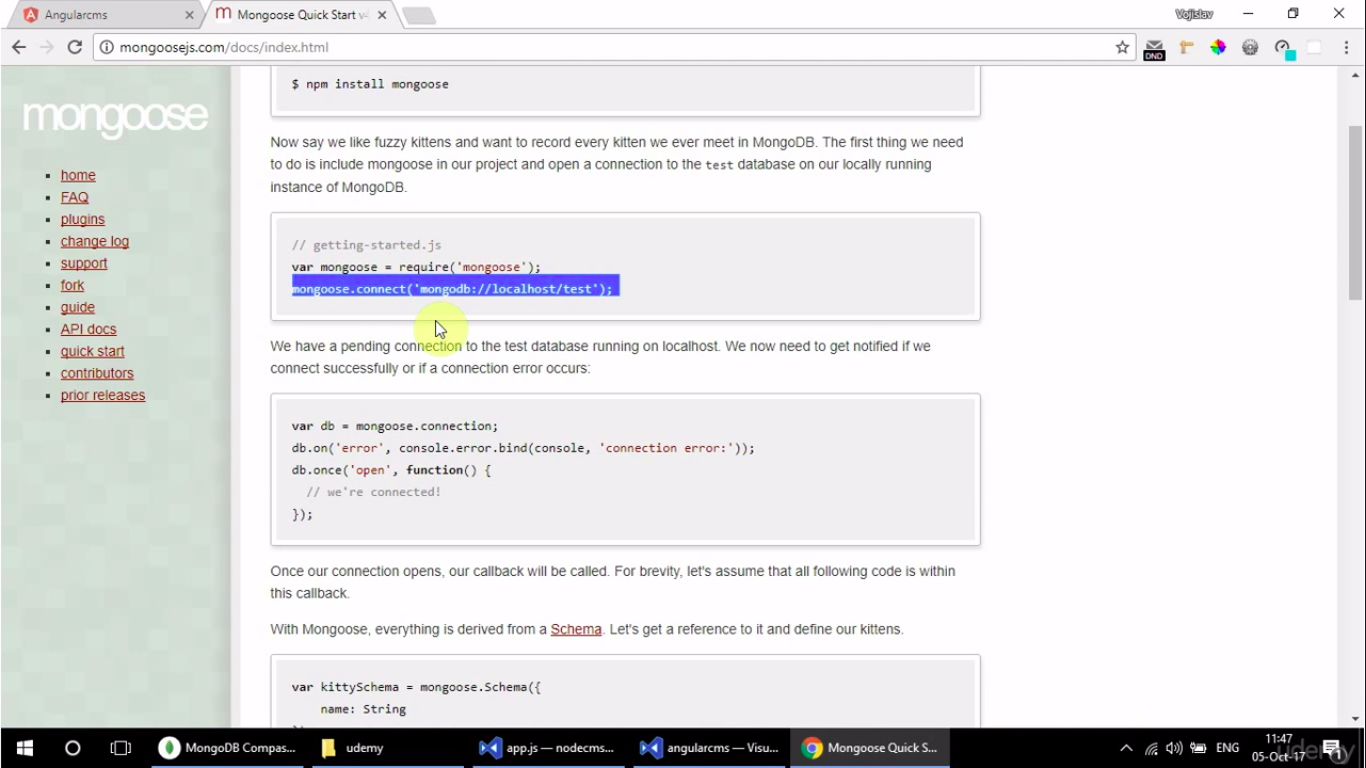 Angularcms
Mongoose Quick Start v4
Vojislav
mongoosejs.com/docs/index.html
DND
mongoose
home
FAQ
plugins
change log
support
fork
guide
API docs
quick start
contributors
prior releases
$ npm install mongoose
Now say we like fuzzy kittens and want to record every kitten we ever meet in MongoDB. The first thing we need
to do is include mongoose in our project and open a connection to the test database on our locally running
instance of MongoDB.
// getting-started.js
var mongoose = require('mongoose');
mongoose.connect('mongodb://localhost/test');
We have a pending connection to the test database running on localhost. We now need to get notified if we
connect successfully or if a connection error occurs:
var db = mongoose.connection;
db.on('error', console.error.bind(console, 'connection error:'));
db.once('open', function() {
// we're connected!
});
Once our connection opens, our callback will be called. For brevity, let's assume that all following code is within
this callback.
With Mongoose, everything is derived from a Schema. Let's get a reference to it and define our kittens.
var kittySchema = mongoose.Schema({
name: String
MongoDB Compas...
udemy
app.js — nodecms...
angularcms — Visu...
Mongoose Quick S...
ENG
11:47
05-Oct-17
udemy
1